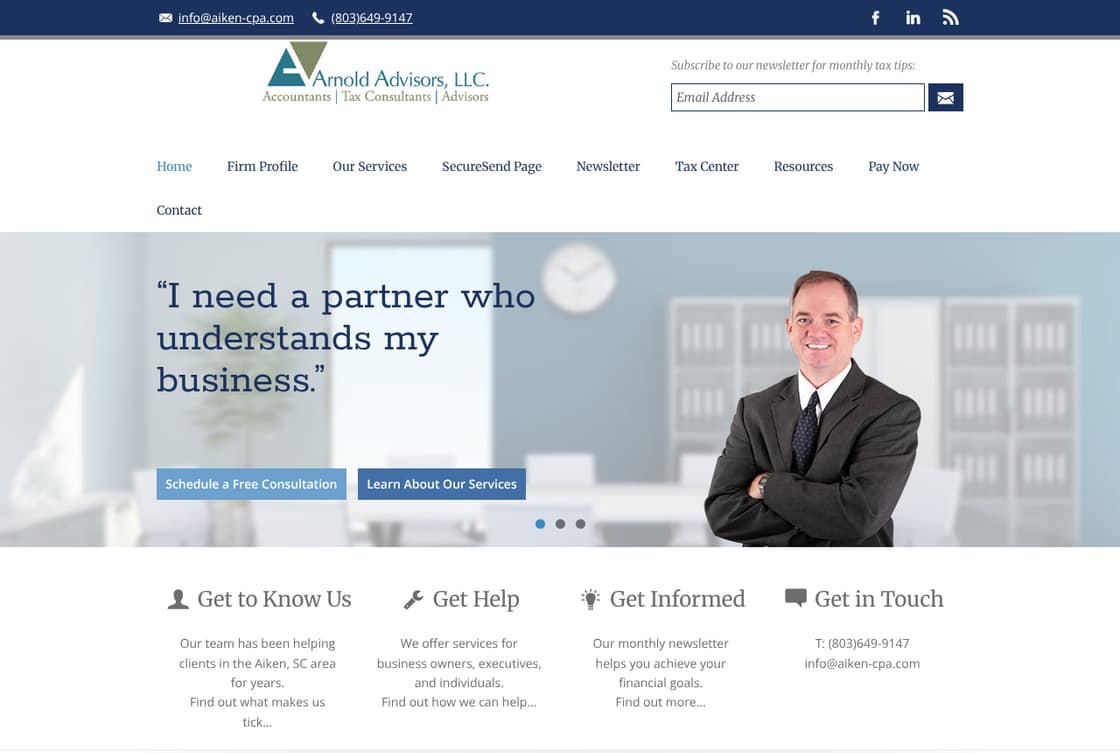 info@aiken-cpa.com (803)649-9147
Arnold Advisors, LLC.
Accountants | Tax Consultants | Advisors
Subscribe to our newsletter for monthly tax tips:
Email Address
Home Firm Profile Our Services SecureSend Page Newsletter Tax Center Resources Pay Now
Contact
“I need a partner who
understands my
business.”
Schedule a Free Consultation Learn About Our Services
Get to Know Us
Our team has been helping
clients in the Aiken, SC area
for years.
Find out what makes us
tick...
Get Help
We offer services for
business owners, executives,
and individuals.
Find out how we can help...
Get Informed
Our monthly newsletter
helps you achieve your
financial goals.
Find out more...
Get in Touch
T: (803)649-9147
info@aiken-cpa.com